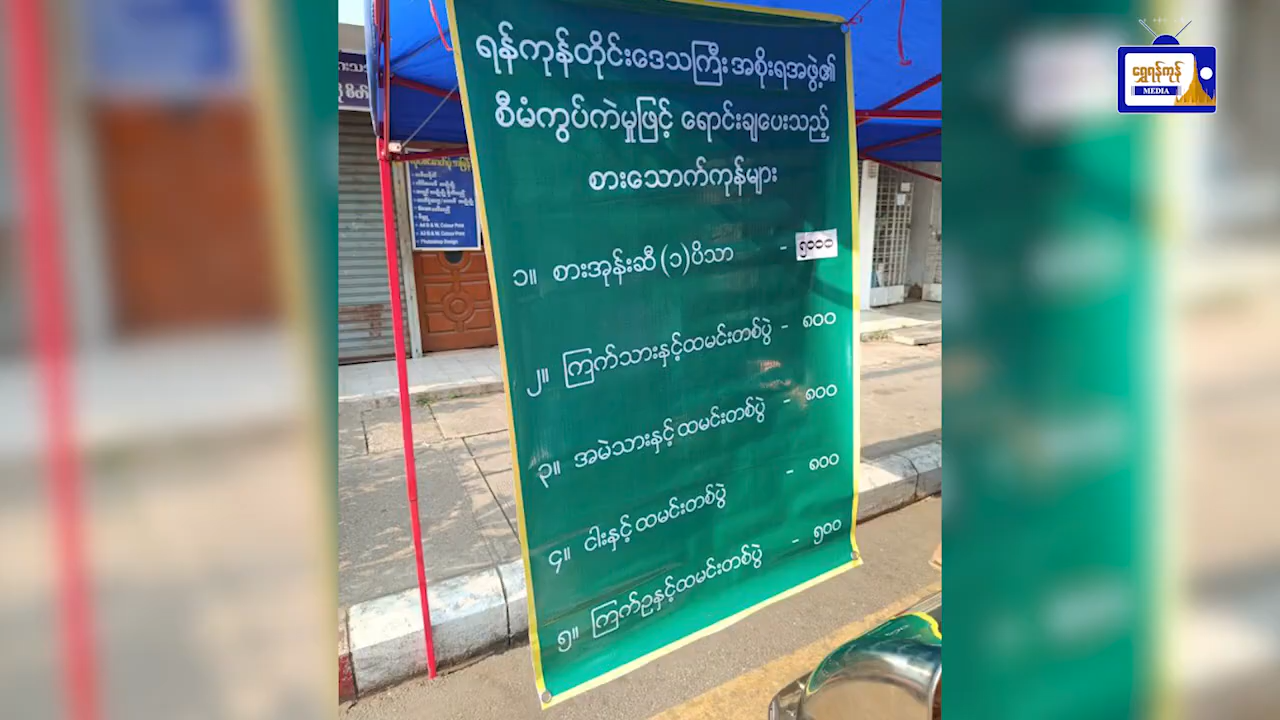 ရွှေရန်ကုန်
MEDIA
ရန်ကုန်တိုင်းဒေသကြီးအစိုးရအဖွဲ့၏
စီမံကွပ်ကဲမှုဖြင့် ရောင်းချပေးသည့်
စားသောက်ကုန်များ
၁။ စားအုန်းဆီ (၁) ပိသာ - ၅၀၀၀
၂။ ကြက်သားနှင့်ထမင်းတစ်ပွဲ - ၈၀၀
၃။ အမဲသားနှင့်ထမင်းတစ်ပွဲ - ၈၀၀
၄။ ငါးနှင့်ထမင်းတစ်ပွဲ - ၈၀၀
၅။ ကြက်ဥနှင့်ထမင်းတစ်ပွဲ - ၅၀၀